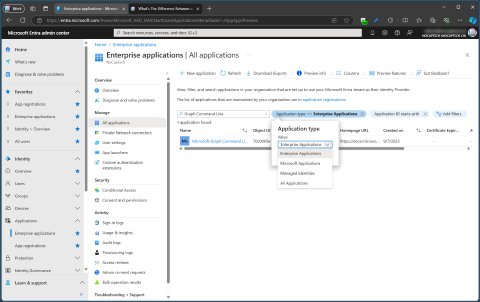 Work
Enterprise applications - Micros
What's The Difference Between
https://entra.microsoft.com/
Microsoft Entra admin center
Search resources, services, and docs (G+/)
Home
What's new
Diagnose & solve problems
Favorites
App registrations
Enterprise applications
Identity > Overview
All users
Identity
Overview
Users
Groups
Devices
Applications
Enterprise applications
App registrations
Protection
Identity Governance
Learn & support
Home > Enterprise applications
Enterprise applications | All applications
Overview
Overview
Diagnose and solve problems
Manage
All applications
Private Network connectors
User settings
App launchers
Custom authentication extensions
Security
Conditional Access
Consent and permissions
Activity
Sign-in logs
Usage & insights
Audit logs
Provisioning logs
Access reviews
Admin consent requests
Bulk operation results
Troubleshooting + Support
New application
Refresh
Download (Export)
Preview info
Columns
Preview features
Got feedback?
View, filter, and search applications in your organization that are set up to use your Microsoft Entra tenant as their Identity Provider.
The list of applications that are maintained by your organization are in application registrations.
Graph Command Line
Application type == Enterprise Applications
Application ID starts with
Add filters
1 application found
Name
Object ID
Homepage URL
Created on
Certificate Expir...
ML
Microsoft Graph Command Li...
https://docs.microso...
9/7/2023
Application type
Value
Enterprise Applications
Enterprise Applications
Microsoft Applications
Managed Identities
All Applications